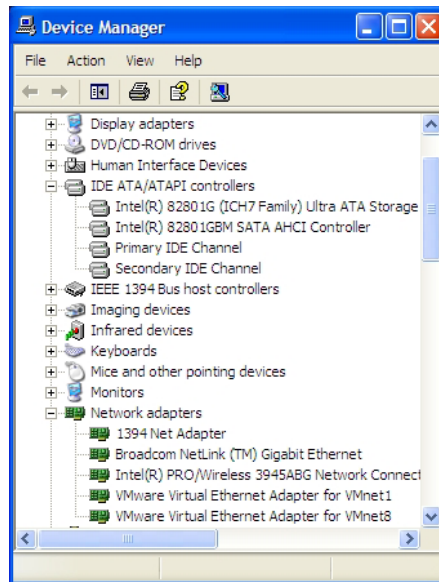 Device Manager
File Action View Help
Display adapters
DVD/CD-ROM drives
Human Interface Devices
IDE ATA/ATAPI controllers
Intel(R) 82801G (ICH7 Family) Ultra ATA Storage
Intel(R) 82801GBM SATA AHCI Controller
Primary IDE Channel
Secondary IDE Channel
IEEE 1394 Bus host controllers
Imaging devices
Infrared devices
Keyboards
Mice and other pointing devices
Monitors
Network adapters
1394 Net Adapter
Broadcom NetLink (TM) Gigabit Ethernet
Intel(R) PRO/Wireless 3945ABG Network Connect
VMware Virtual Ethernet Adapter for VMnet1
VMware Virtual Ethernet Adapter for VMnet8